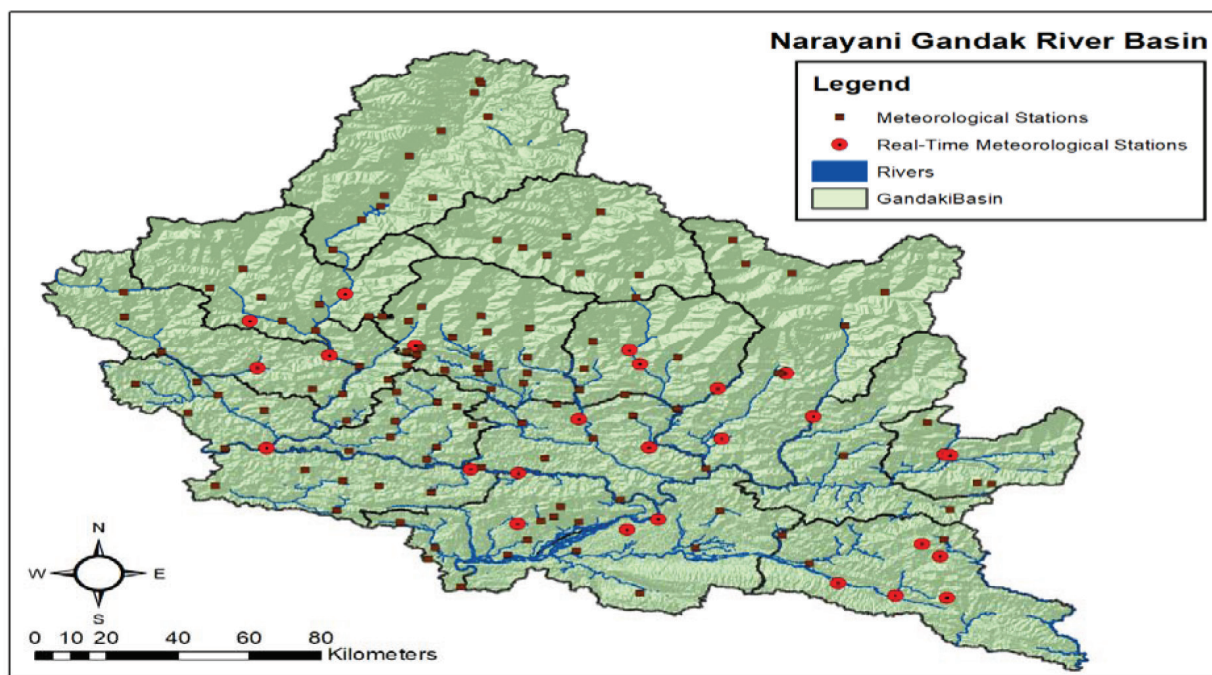 Narayani Gandak River Basin
Legend
Meteorological Stations
Real-Time Meteorological Stations
Rivers
GandakiBasin
N
W E
S
0 10 20 40 60 80
Kilometers